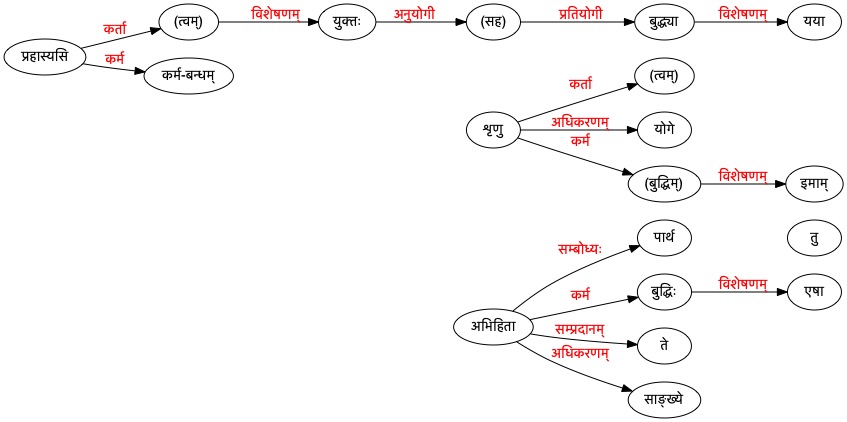 कर्ता (त्वम्) विशेषणम् युक्तः अनुयोगी (सह) प्रतियोगी बुद्ध्या विशेषणम् यया
प्रहास्यसि
कर्म कर्म-बन्धम्
कर्ता (त्वम्)
शृणु अधिकरणम् योगे
कर्म
(बुद्धिम्) विशेषणम् इमाम्
सम्बोध्यः पार्थ तु
कर्म बुद्धिः विशेषणम् एषा
अभिहिता
सम्प्रदानम् ते
अधिकरणम्
साङ्ख्ये